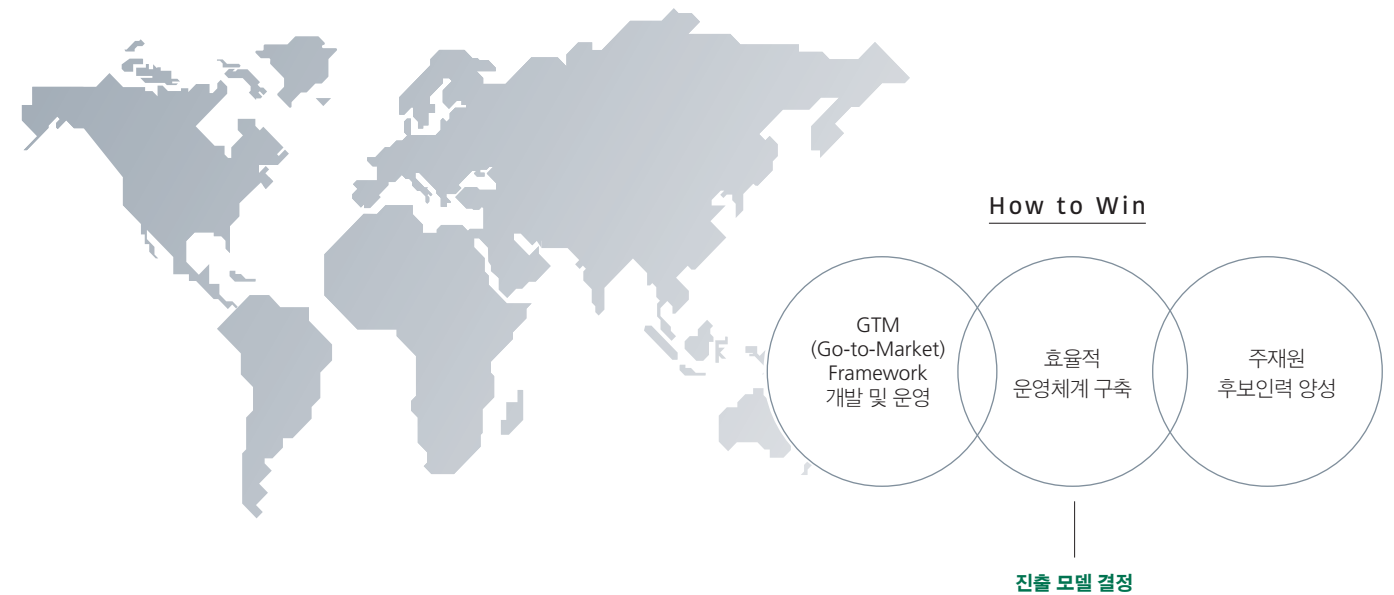 How to Win
GTM
(Go-to-Market)
Framework
개발 및 운영
효율적
운영체계 구축
주재원
후보인력 양성
진출 모델 결정